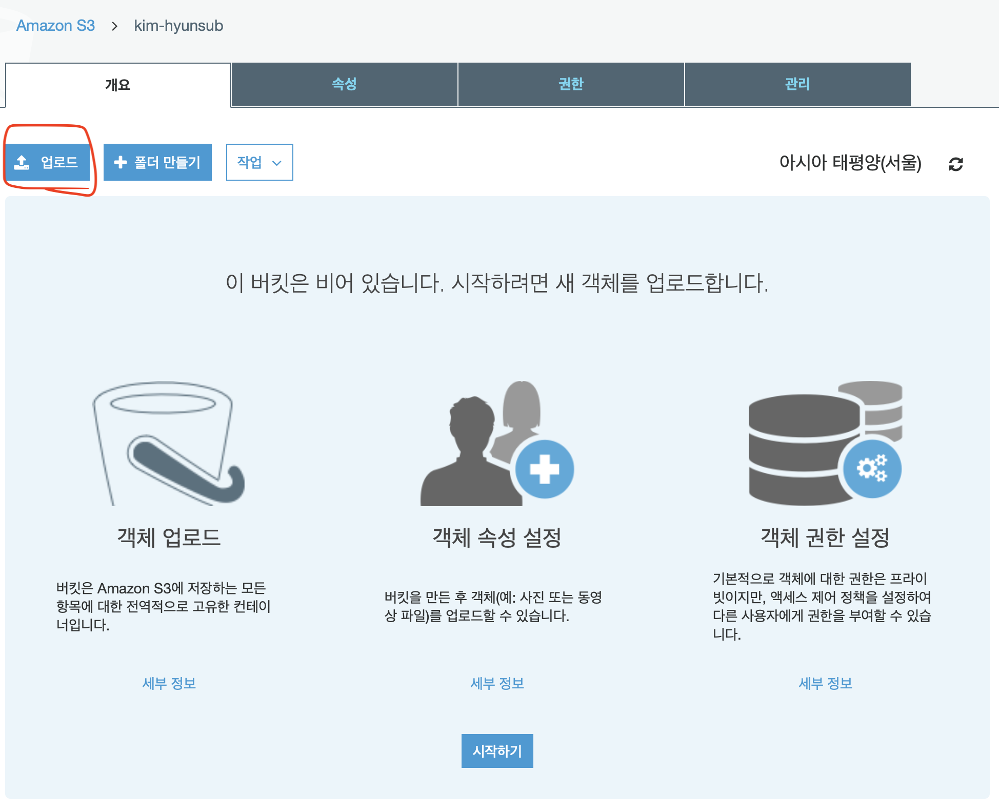 Amazon S3 > kim-hyunsub
개요
속성
권한
관리
업로드
폴더 만들기
작업
아시아 태평양(서울)
이 버킷은 비어 있습니다. 시작하려면 새 객체를 업로드합니다.
객체 업로드
버킷은 Amazon S3에 저장하는 모든
항목에 대한 전역적으로 고유한 컨테이
너입니다.
세부 정보
객체 속성 설정
버킷을 만든 후 객체(예: 사진 또는 동영
상 파일)를 업로드할 수 있습니다.
세부 정보
객체 권한 설정
기본적으로 객체에 대한 권한은 프라이
빗이지만, 액세스 제어 정책을 설정하여
다른 사용자에게 권한을 부여할 수 있습
니다.
세부 정보
시작하기